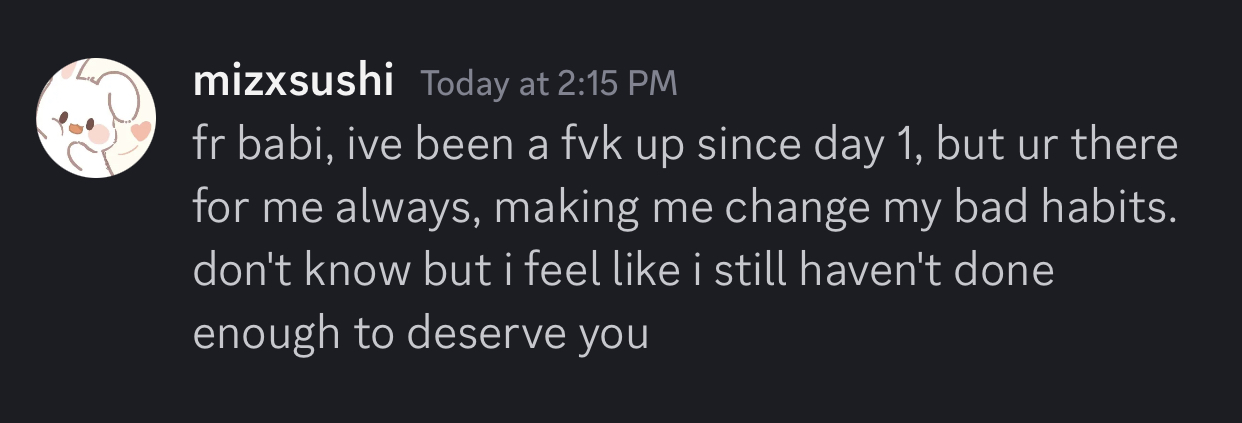 mizxsushi Today at 2:15 PM
fr babi, ive been a fvk up since day 1, but ur there
for me always, making me change my bad habits.
don't know but i feel like i still haven't done
enough to deserve you